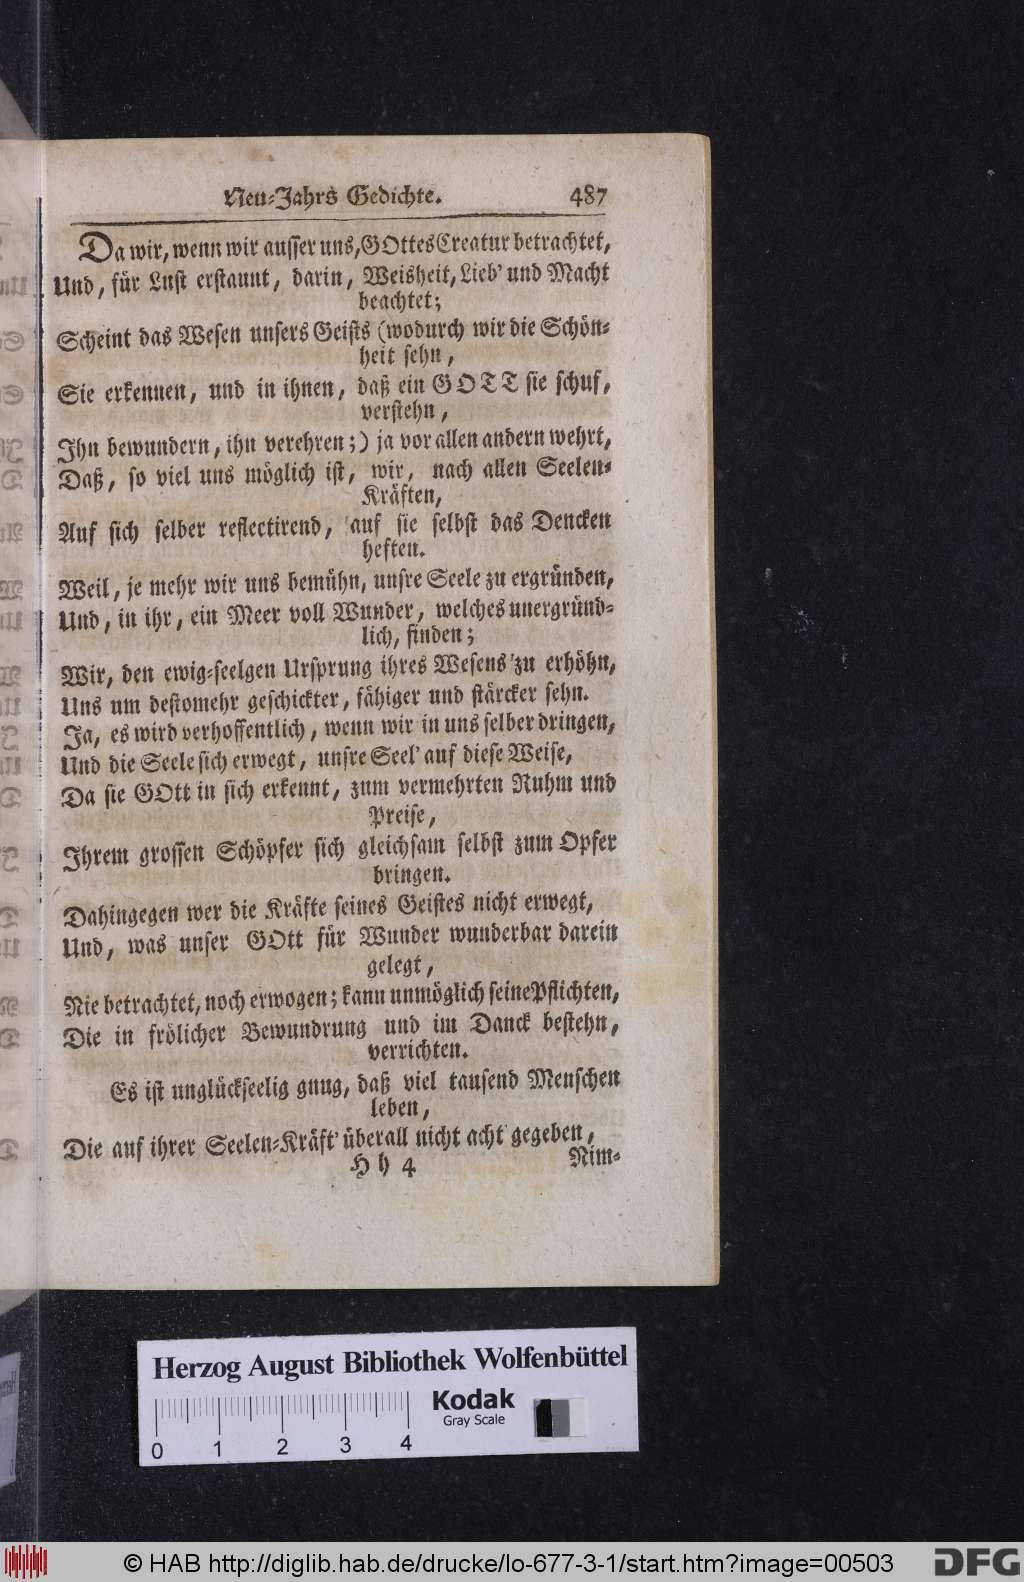 Neu-Jahrs Gedichte. 487
Da wir, wenn wir ausser uns, GOttes Creatur betrachtet,
Und, für Lust erstaunt, darin, Weisheit, Lieb' und Macht
beachtet;
Scheint das Wesen unsers Geists (wodurch wir die Schön-
heit sehn,
Sie erkennen, und in ihnen, daß ein GOTT sie schuf,
verstehn,
Ihn bewundern, ihn verehren;) ja vor allen andern wehrt,
Daß, so viel uns möglich ist, wir, nach allen Seelen-
Kräften,
Auf sich selber reflectirend, auf sie selbst das Dencken
heften.
Weil, je mehr wir uns bemühn, unsre Seele zu ergründen,
Und, in ihr, ein Meer voll Wunder, welches unergründ-
lich, finden;
Wir, den ewig-seelgen Ursprung ihres Wesens zu erhöhn,
Uns um destomehr geschickter, fähiger und stärcker sehn.
Ja, es wird verhoffentlich, wenn wir in uns selber dringen,
Und die Seele sich erwegt, unsre Seel' auf diese Weise,
Da sie GOtt in sich erkennt, zum vermehrten Ruhm und
Preise,
Ihrem grossen Schöpfer sich gleichsam selbst zum Opfer
bringen.
Dahingegen wer die Kräfte seines Geistes nicht erwegt,
Und, was unser GOtt für Wunder wunderbar darein
gelegt,
Nie betrachtet, noch erwogen; kann unmöglich seine Pflichten,
Die in frölicher Bewundrung und im Danck bestehn,
verrichten.
Es ist unglückseelig gnug, daß viel tausend Menschen
leben,
Die auf ihrer Seelen-Kräft' überall nicht acht gegeben,
H h 4 Nim-
Herzog August Bibliothek Wolfenbüttel
Kodak
Gray Scale
0 1 2 3 4
© HAB http://diglib.hab.de/drucke/lo-677-3-1/start.htm?image=00503
DFG